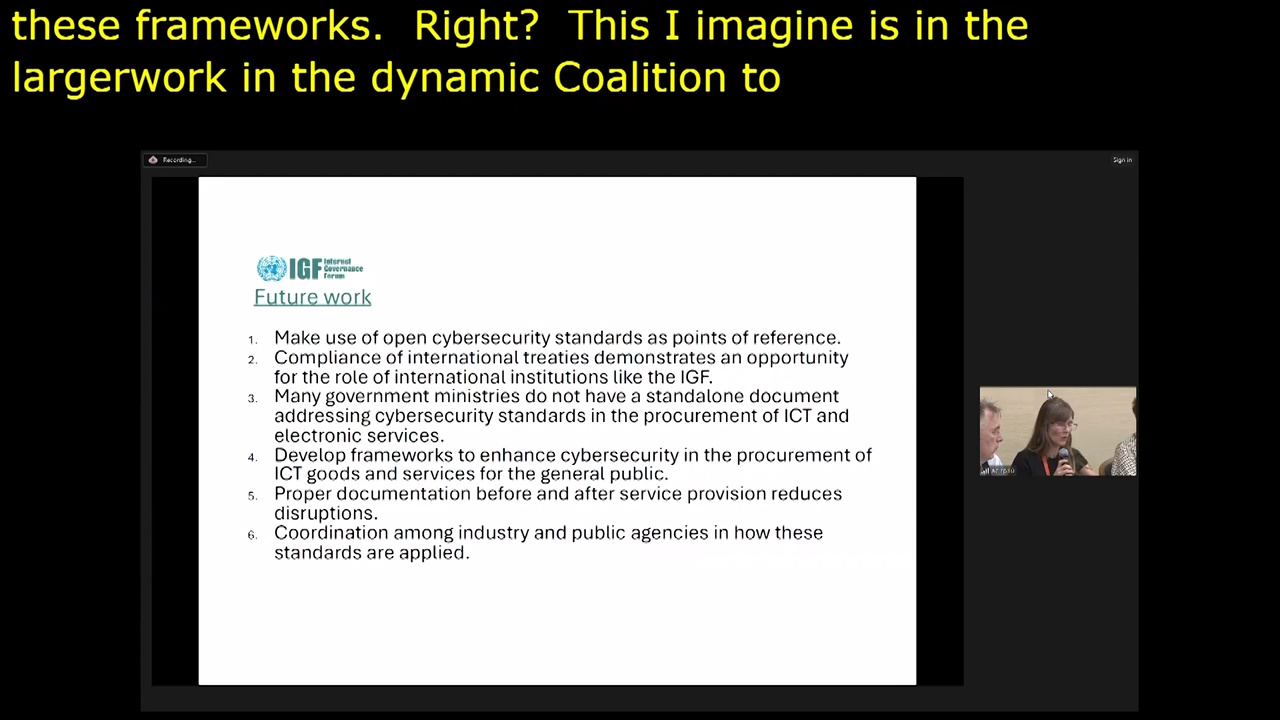 these frameworks.  Right?  This I imagine is in the
largerwork in the dynamic Coalition to
Recording...
Sign in
IGF Internet
Governance
Forum
Future work
1. Make use of open cybersecurity standards as points of reference.
2. Compliance of international treaties demonstrates an opportunity
for the role of international institutions like the IGF.
3. Many government ministries do not have a standalone document
addressing cybersecurity standards in the procurement of ICT and
electronic services.
4. Develop frameworks to enhance cybersecurity in the procurement of
ICT goods and services for the general public.
5. Proper documentation before and after service provision reduces
disruptions.
6. Coordination among industry and public agencies in how these
standards are applied.